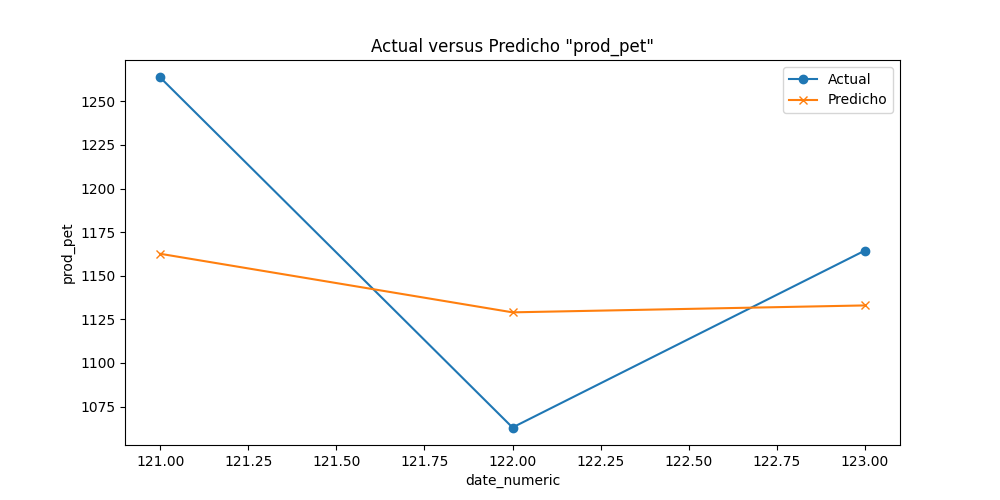 Actual versus Predicho "prod_pet"
Actual
Predicho
1250
1225
1200
1175
1150
1125
1100
1075
prod_pet
121.00 121.25 121.50 121.75 122.00 122.25 122.50 122.75 123.00
date_numeric